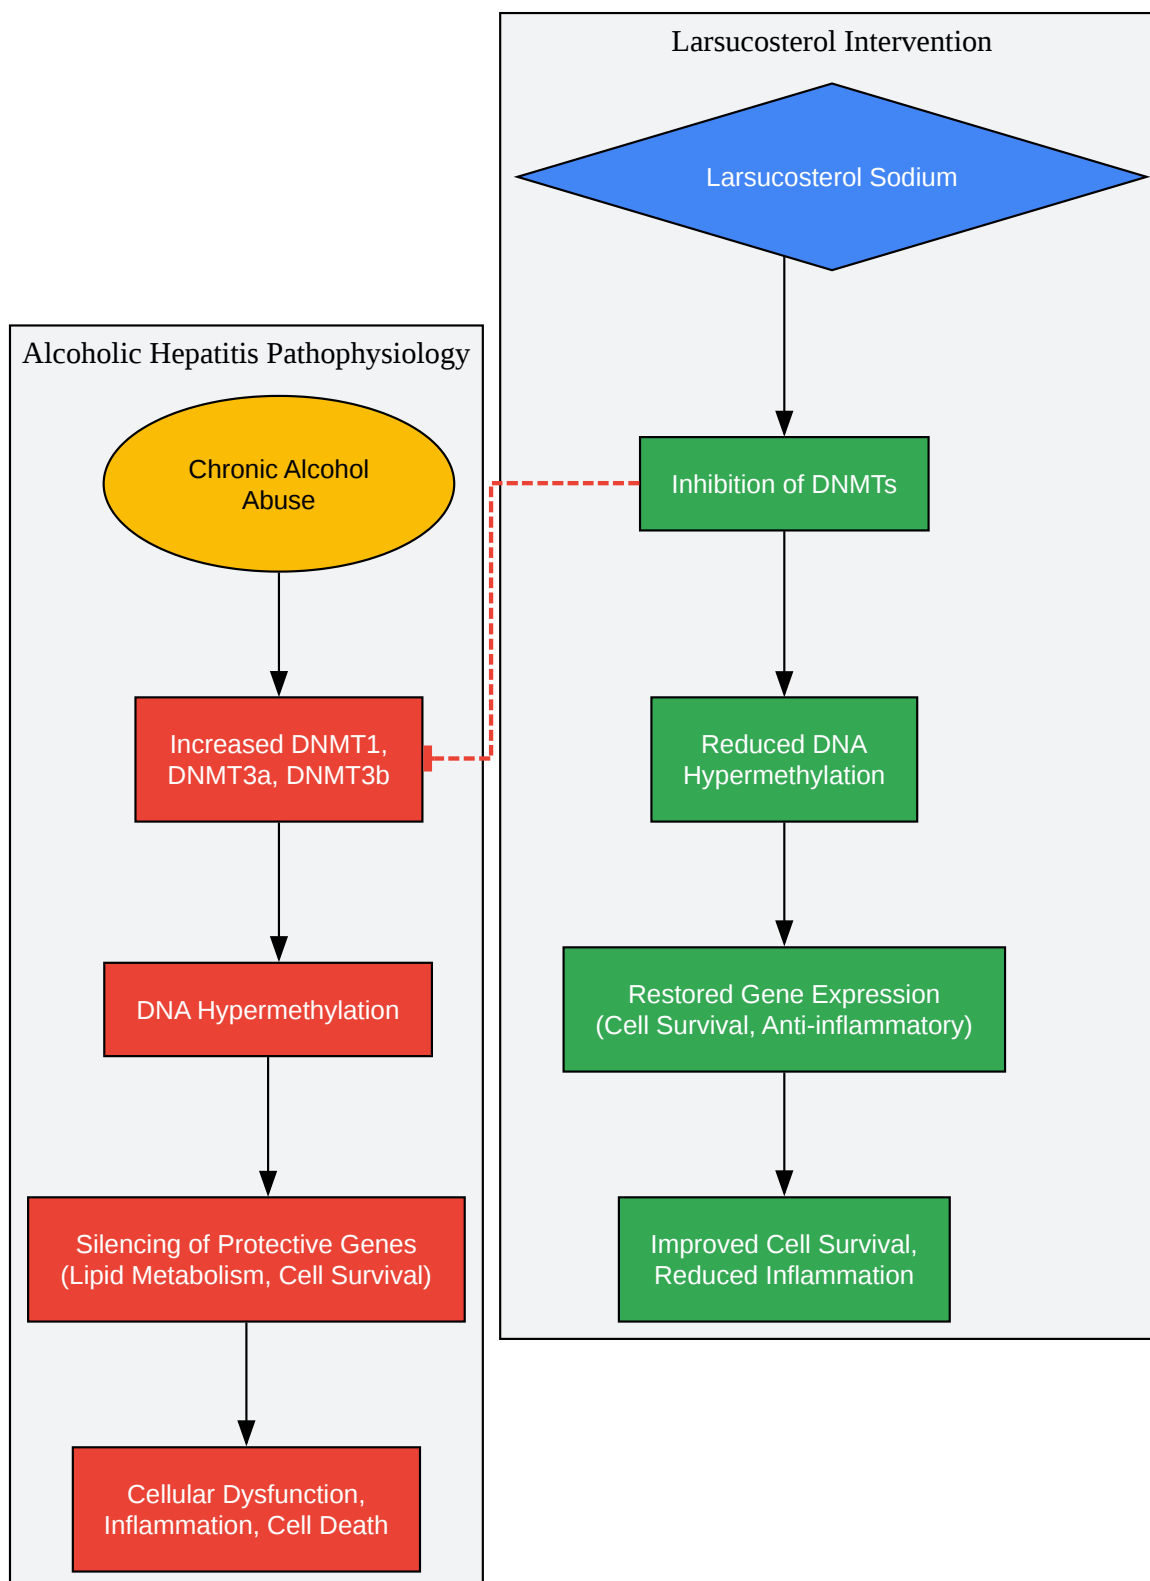 Larsucosterol Intervention
Larsucosterol Sodium
Inhibition of DNMTs
Reduced DNA
Hypermethylation
Restored Gene Expression
(Cell Survival, Anti-inflammatory)
Improved Cell Survival,
Reduced Inflammation
Alcoholic Hepatitis Pathophysiology
Chronic Alcohol
Abuse
Increased DNMT1,
DNMT3a, DNMT3b
DNA Hypermethylation
Silencing of Protective Genes
(Lipid Metabolism, Cell Survival)
Cellular Dysfunction,
Inflammation, Cell Death